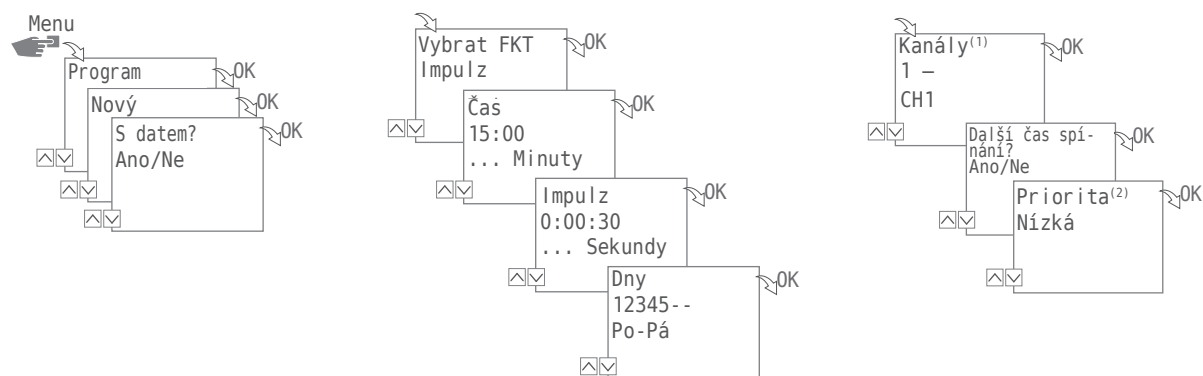 Menu
Program
OK
Nový
OK
S datem?
Ano/Ne
OK
Vybrat FKT
Impulz
OK
Čas
15:00
... Minuty
OK
Impulz
0:00:30
... Sekundy
OK
Dny
12345--
Po-Pá
OK
Kanály(1)
1 –
CH1
OK
Další čas spí-
nání?
Ano/Ne
OK
Priorita(2)
Nízká
OK